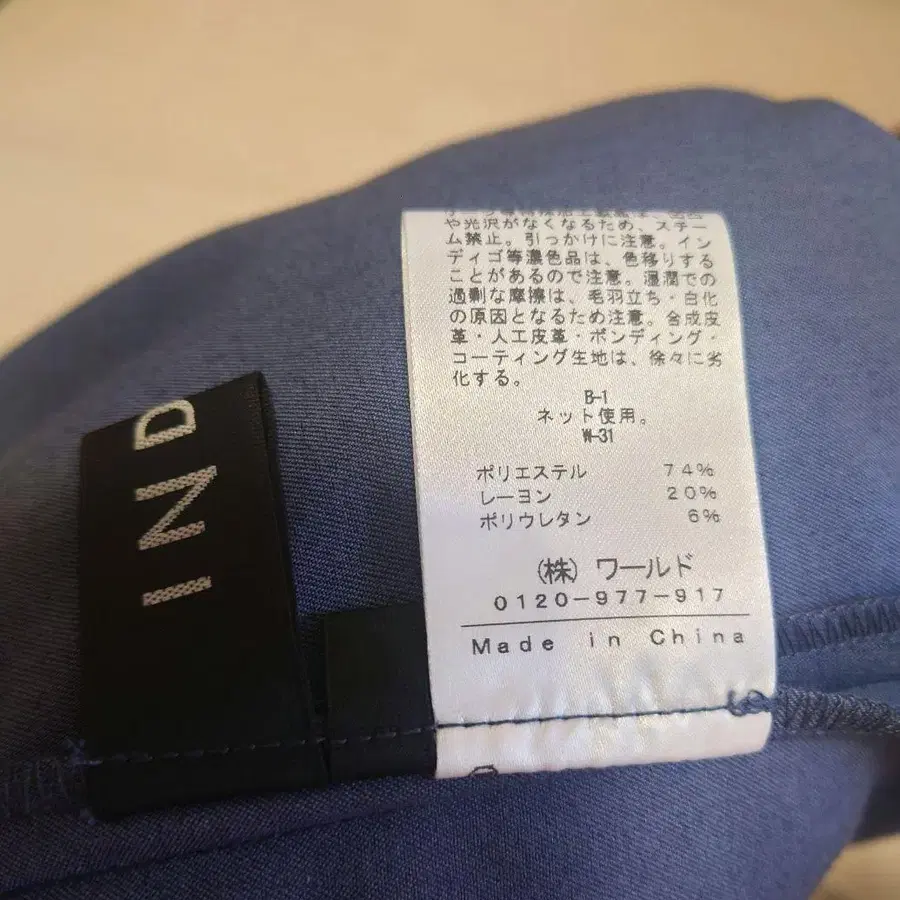 や光沢がなくなるため、スチー
ム禁止。引っかけに注意。イン
ディゴ等濃色品は、色移りする
ことがあるので注意。湿潤での
過剰な摩擦は、毛羽立ち・白化
の原因となるため注意。合成皮
革・人工皮革・ボンディング・
コーティング生地は、徐々に劣
化する。
B-1
ネット使用。
W-31
ポリエステル 74%
レーヨン 20%
ポリウレタン 6%
(株) ワールド
0120-977-917
Made in China
IND